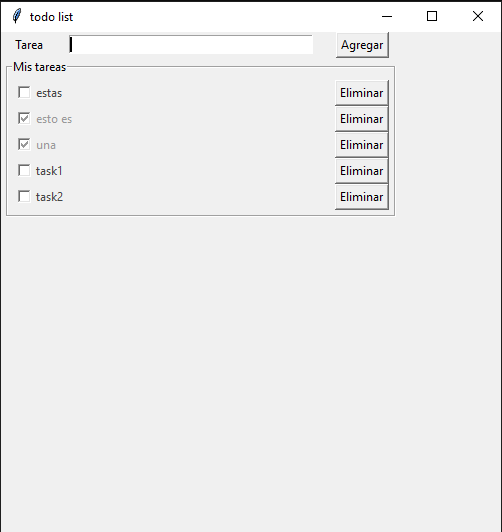 todo list
Tarea Agregar
Mis tareas
estas Eliminar
esto es Eliminar
una Eliminar
task1 Eliminar
task2 Eliminar